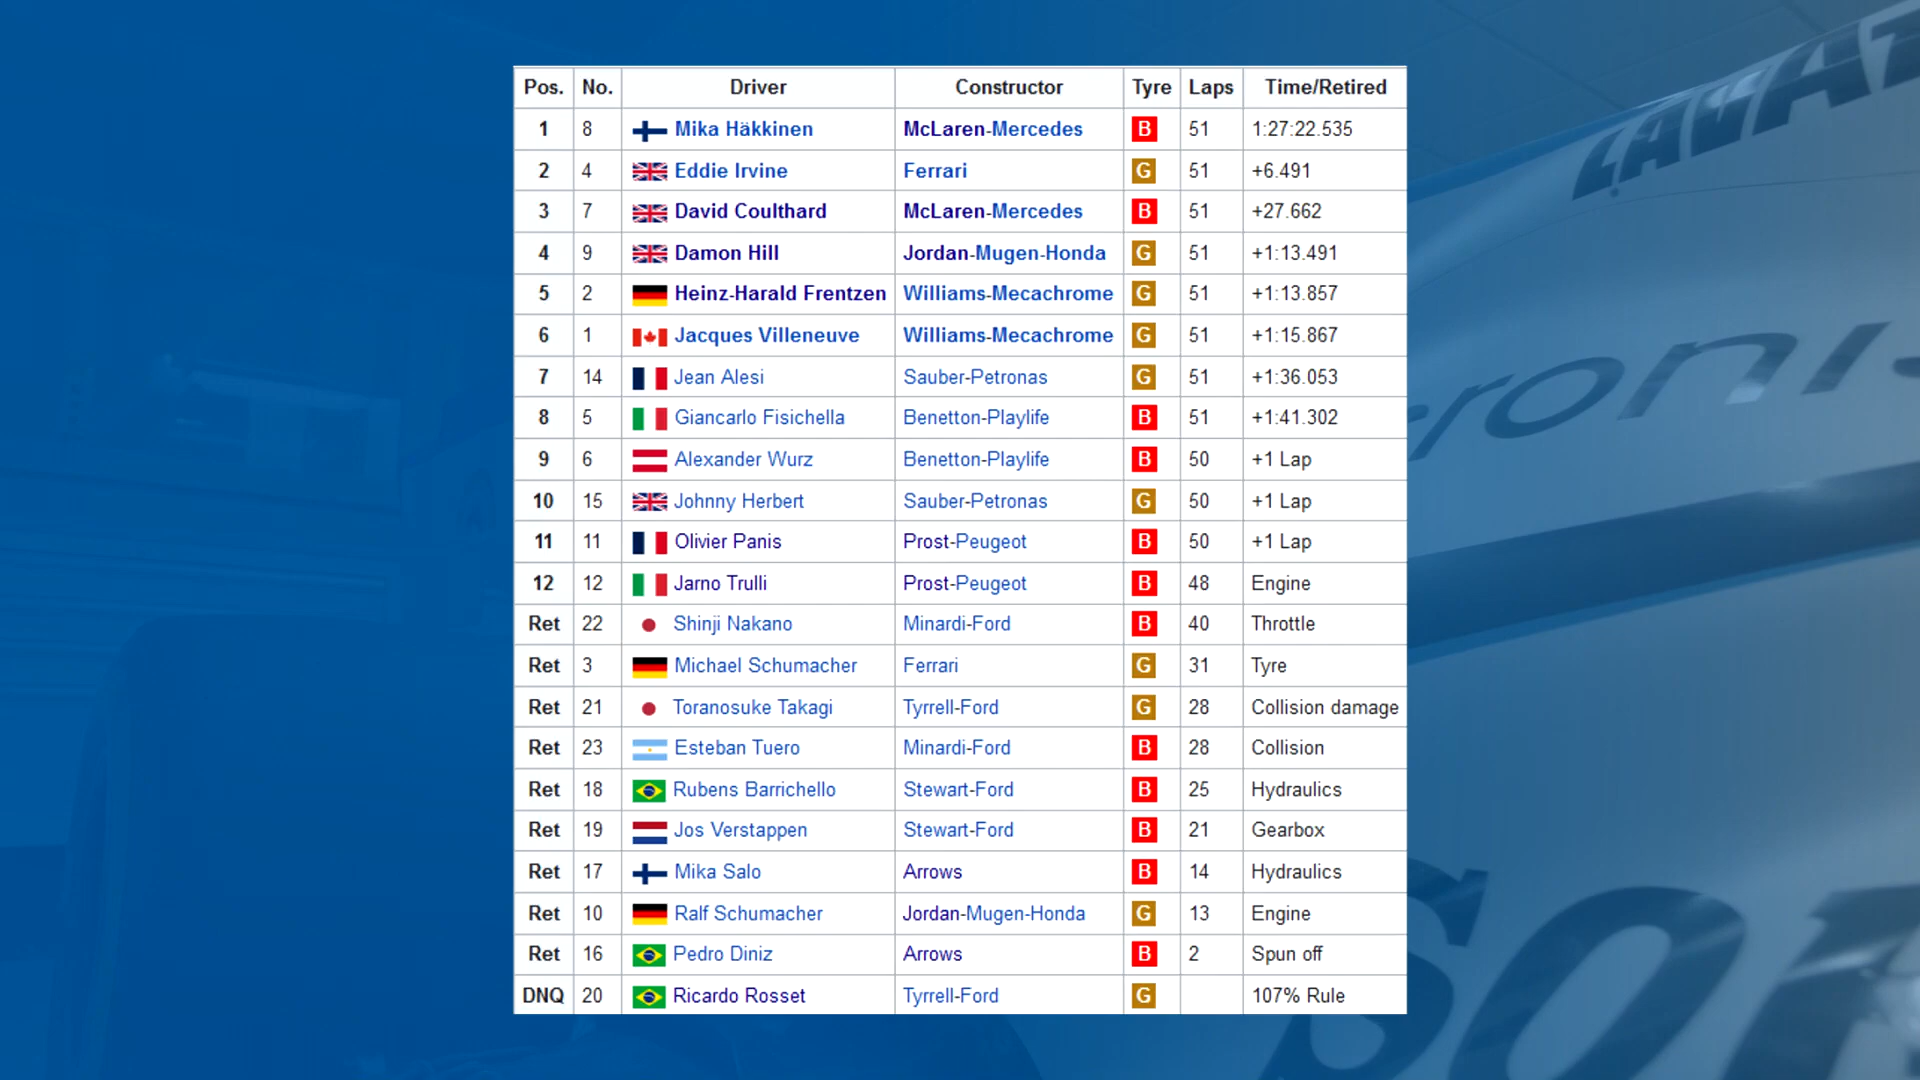 Pos. No. Driver Constructor Tyre Laps Time/Retired
1 8 Mika Häkkinen McLaren-Mercedes B 51 1:27:22.535
2 4 Eddie Irvine Ferrari G 51 +6.491
3 7 David Coulthard McLaren-Mercedes B 51 +27.662
4 9 Damon Hill Jordan-Mugen-Honda G 51 +1:13.491
5 2 Heinz-Harald Frentzen Williams-Mecachrome G 51 +1:13.857
6 1 Jacques Villeneuve Williams-Mecachrome G 51 +1:15.867
7 14 Jean Alesi Sauber-Petronas G 51 +1:36.053
8 5 Giancarlo Fisichella Benetton-Playlife B 51 +1:41.302
9 6 Alexander Wurz Benetton-Playlife B 50 +1 Lap
10 15 Johnny Herbert Sauber-Petronas G 50 +1 Lap
11 11 Olivier Panis Prost-Peugeot B 50 +1 Lap
12 12 Jarno Trulli Prost-Peugeot B 48 Engine
Ret 22 Shinji Nakano Minardi-Ford B 40 Throttle
Ret 3 Michael Schumacher Ferrari G 31 Tyre
Ret 21 Toranosuke Takagi Tyrrell-Ford G 28 Collision damage
Ret 23 Esteban Tuero Minardi-Ford B 28 Collision
Ret 18 Rubens Barrichello Stewart-Ford B 25 Hydraulics
Ret 19 Jos Verstappen Stewart-Ford B 21 Gearbox
Ret 17 Mika Salo Arrows B 14 Hydraulics
Ret 10 Ralf Schumacher Jordan-Mugen-Honda G 13 Engine
Ret 16 Pedro Diniz Arrows B 2 Spun off
DNQ 20 Ricardo Rosset Tyrrell-Ford G 107% Rule